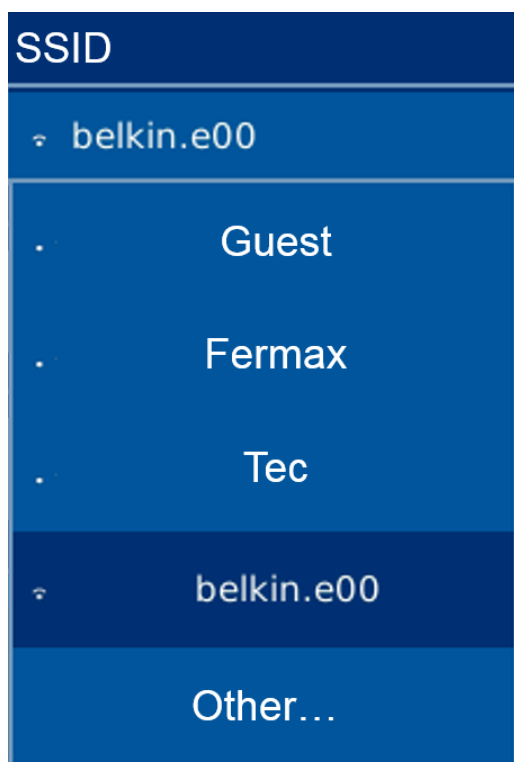 SSID
belkin.e00
Guest
Fermax
Tec
belkin.e00
Other...